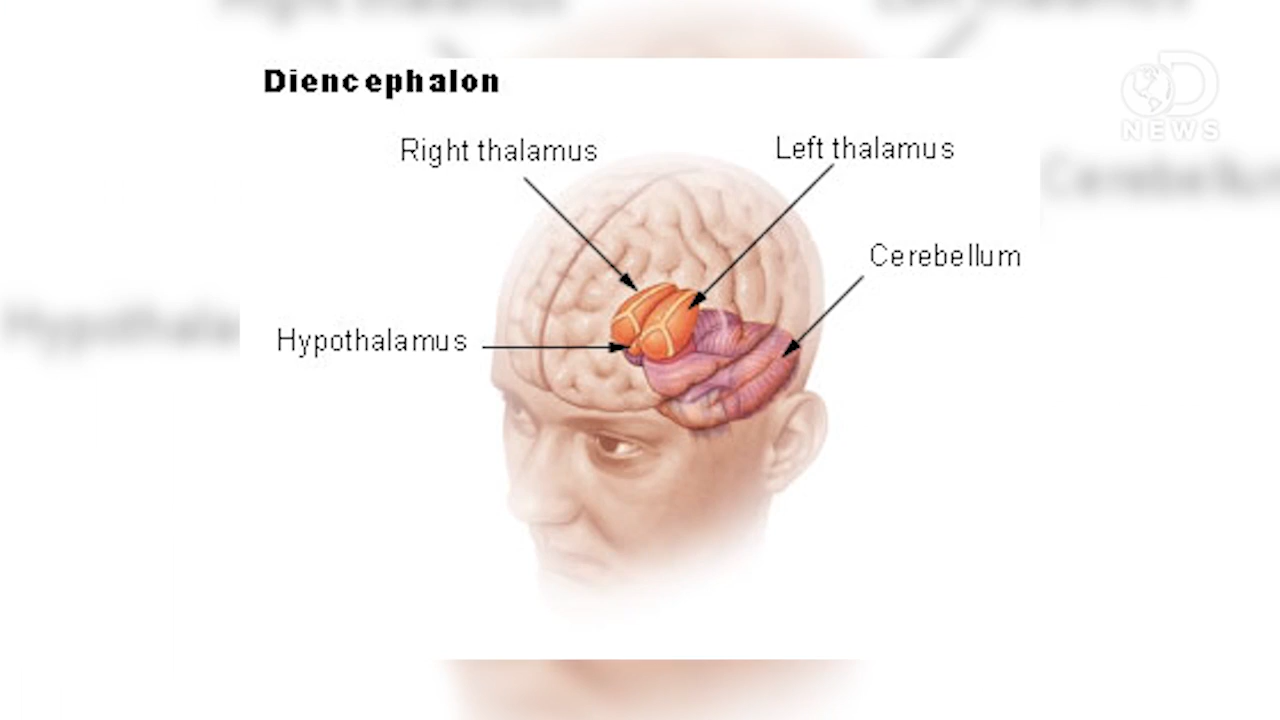 Diencephalon
Right thalamus
Left thalamus
Cerebellum
Hypothalamus
D
NEWS